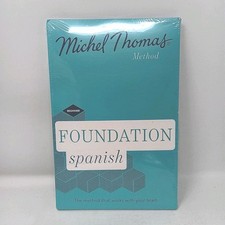 Michel Thomas
Method
FOUNDATION
spanish